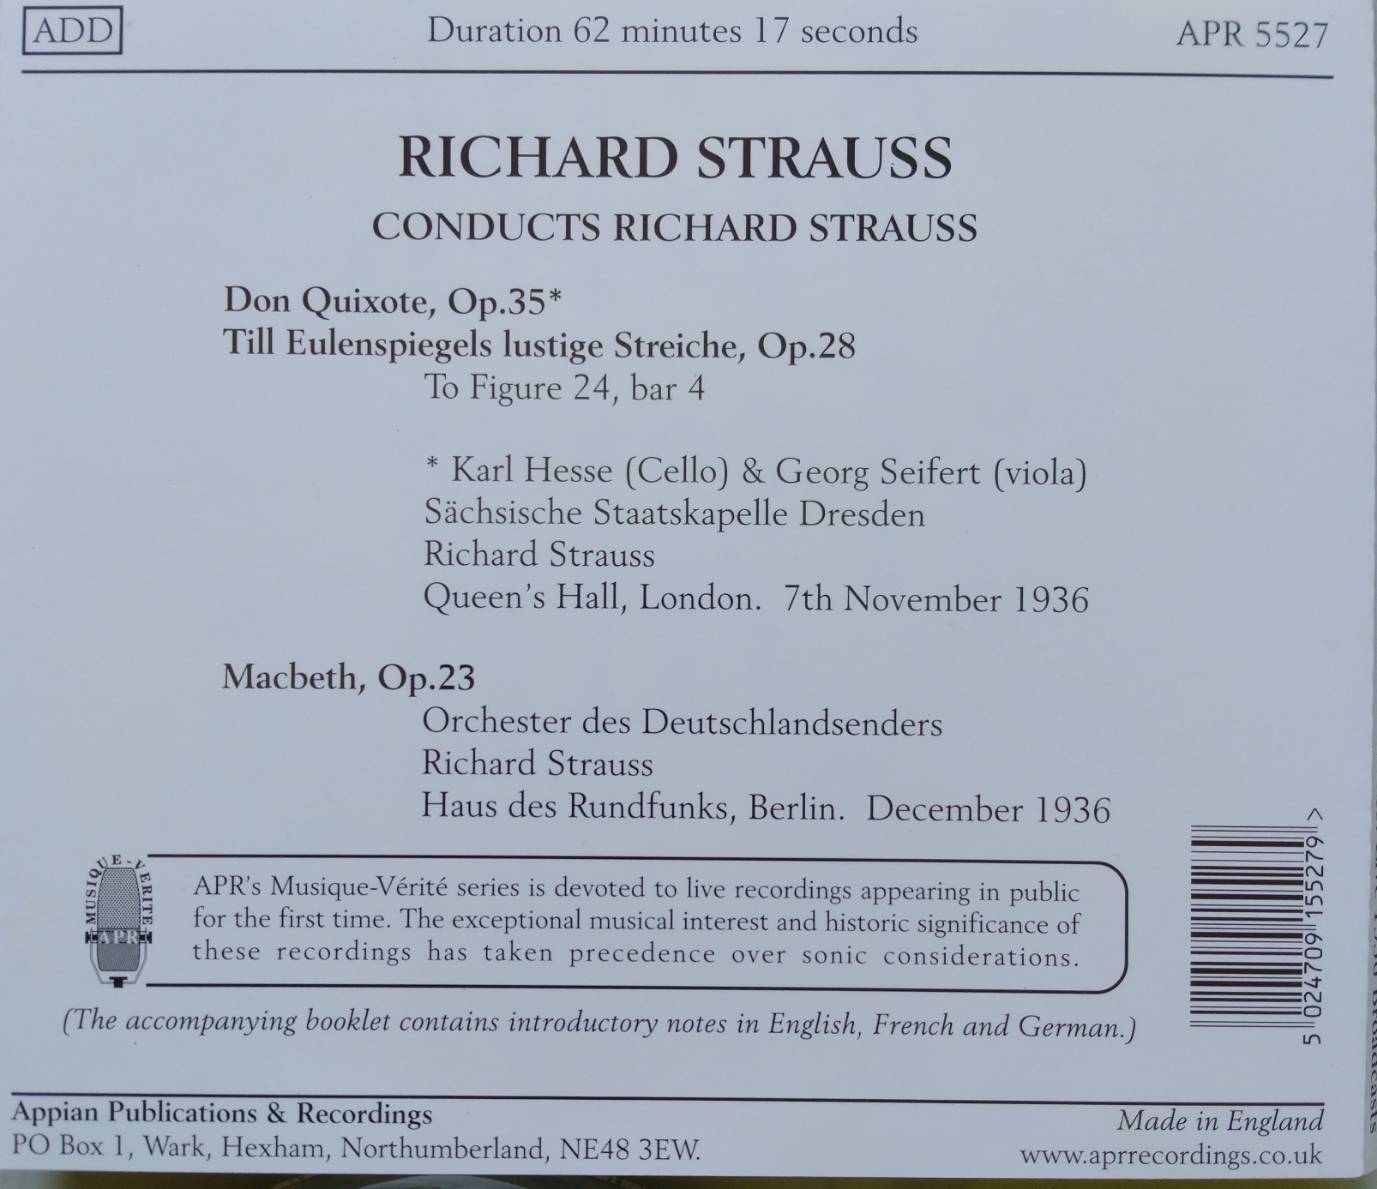 ADD
Duration 62 minutes 17 seconds
APR 5527
RICHARD STRAUSS
CONDUCTS RICHARD STRAUSS
Don Quixote, Op.35*
Till Eulenspiegels lustige Streiche, Op.28
To Figure 24, bar 4
* Karl Hesse (Cello) & Georg Seifert (viola)
Sächsische Staatskapelle Dresden
Richard Strauss
Queen's Hall, London. 7th November 1936
Macbeth, Op.23
Orchester des Deutschlandsenders
Richard Strauss
Haus des Rundfunks, Berlin. December 1936
MUSIQUE-VERITE
APR
APR's Musique-Vérité series is devoted to live recordings appearing in public
for the first time. The exceptional musical interest and historic significance of
these recordings has taken precedence over sonic considerations.
5 024709 155279 >
(The accompanying booklet contains introductory notes in English, French and German.)
Appian Publications & Recordings
PO Box 1, Wark, Hexham, Northumberland, NE48 3EW.
Made in England
www.aprrecordings.co.uk
Broadcasts